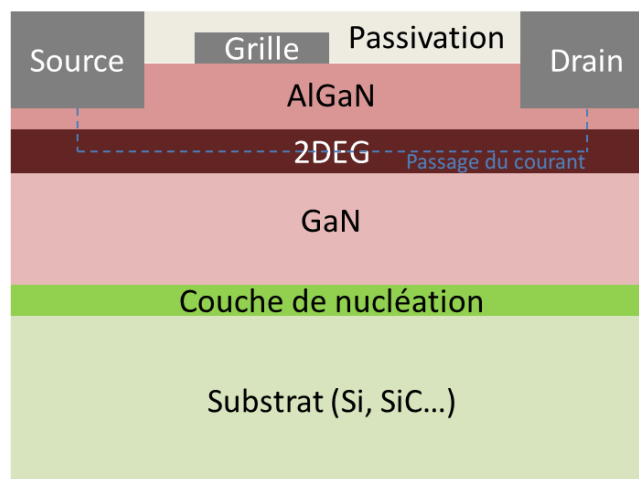 Source
Grille
Passivation
Drain
AlGaN
2DEG
Passage du courant
GaN
Couche de nucléation
Substrat (Si, SiC...)